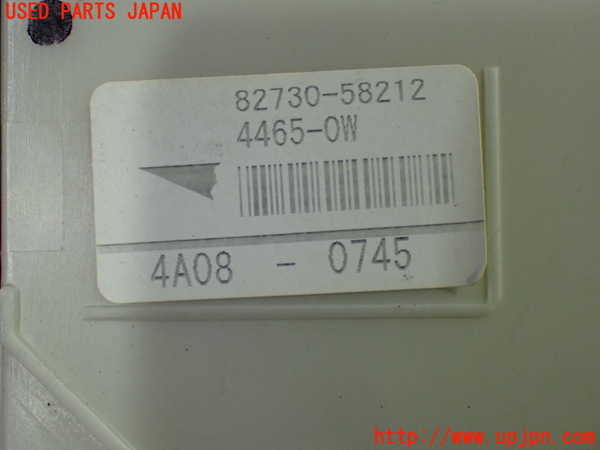 USED PARTS JAPAN
82730-58212
4465-0W
4A08 - 0745
http://www.upjpn.com/